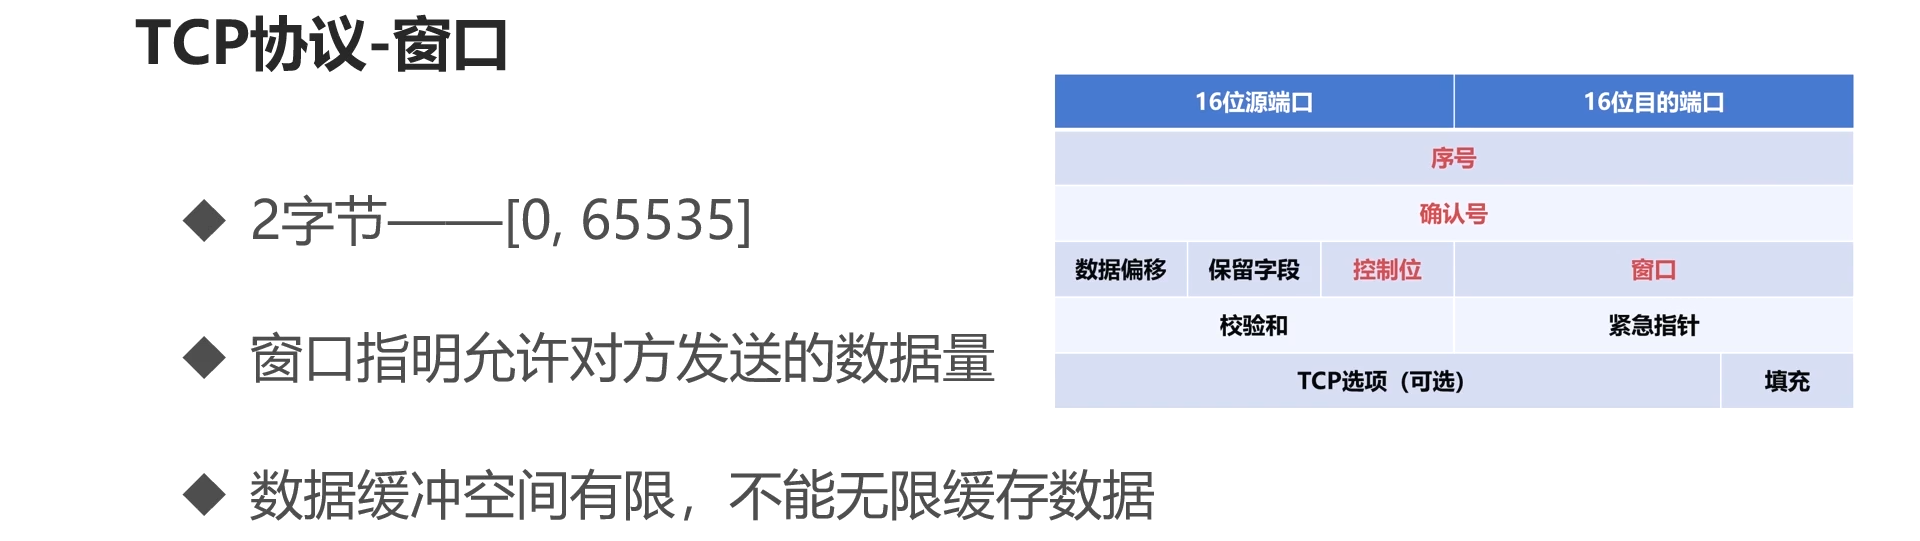 TCP协议-窗口
16位源端口 16位目的端口
序号
确认号
数据偏移 保留字段 控制位 窗口
校验和 紧急指针
TCP选项（可选） 填充
◆ 2字节——[0, 65535]
◆ 窗口指明允许对方发送的数据量
◆ 数据缓冲空间有限，不能无限缓存数据